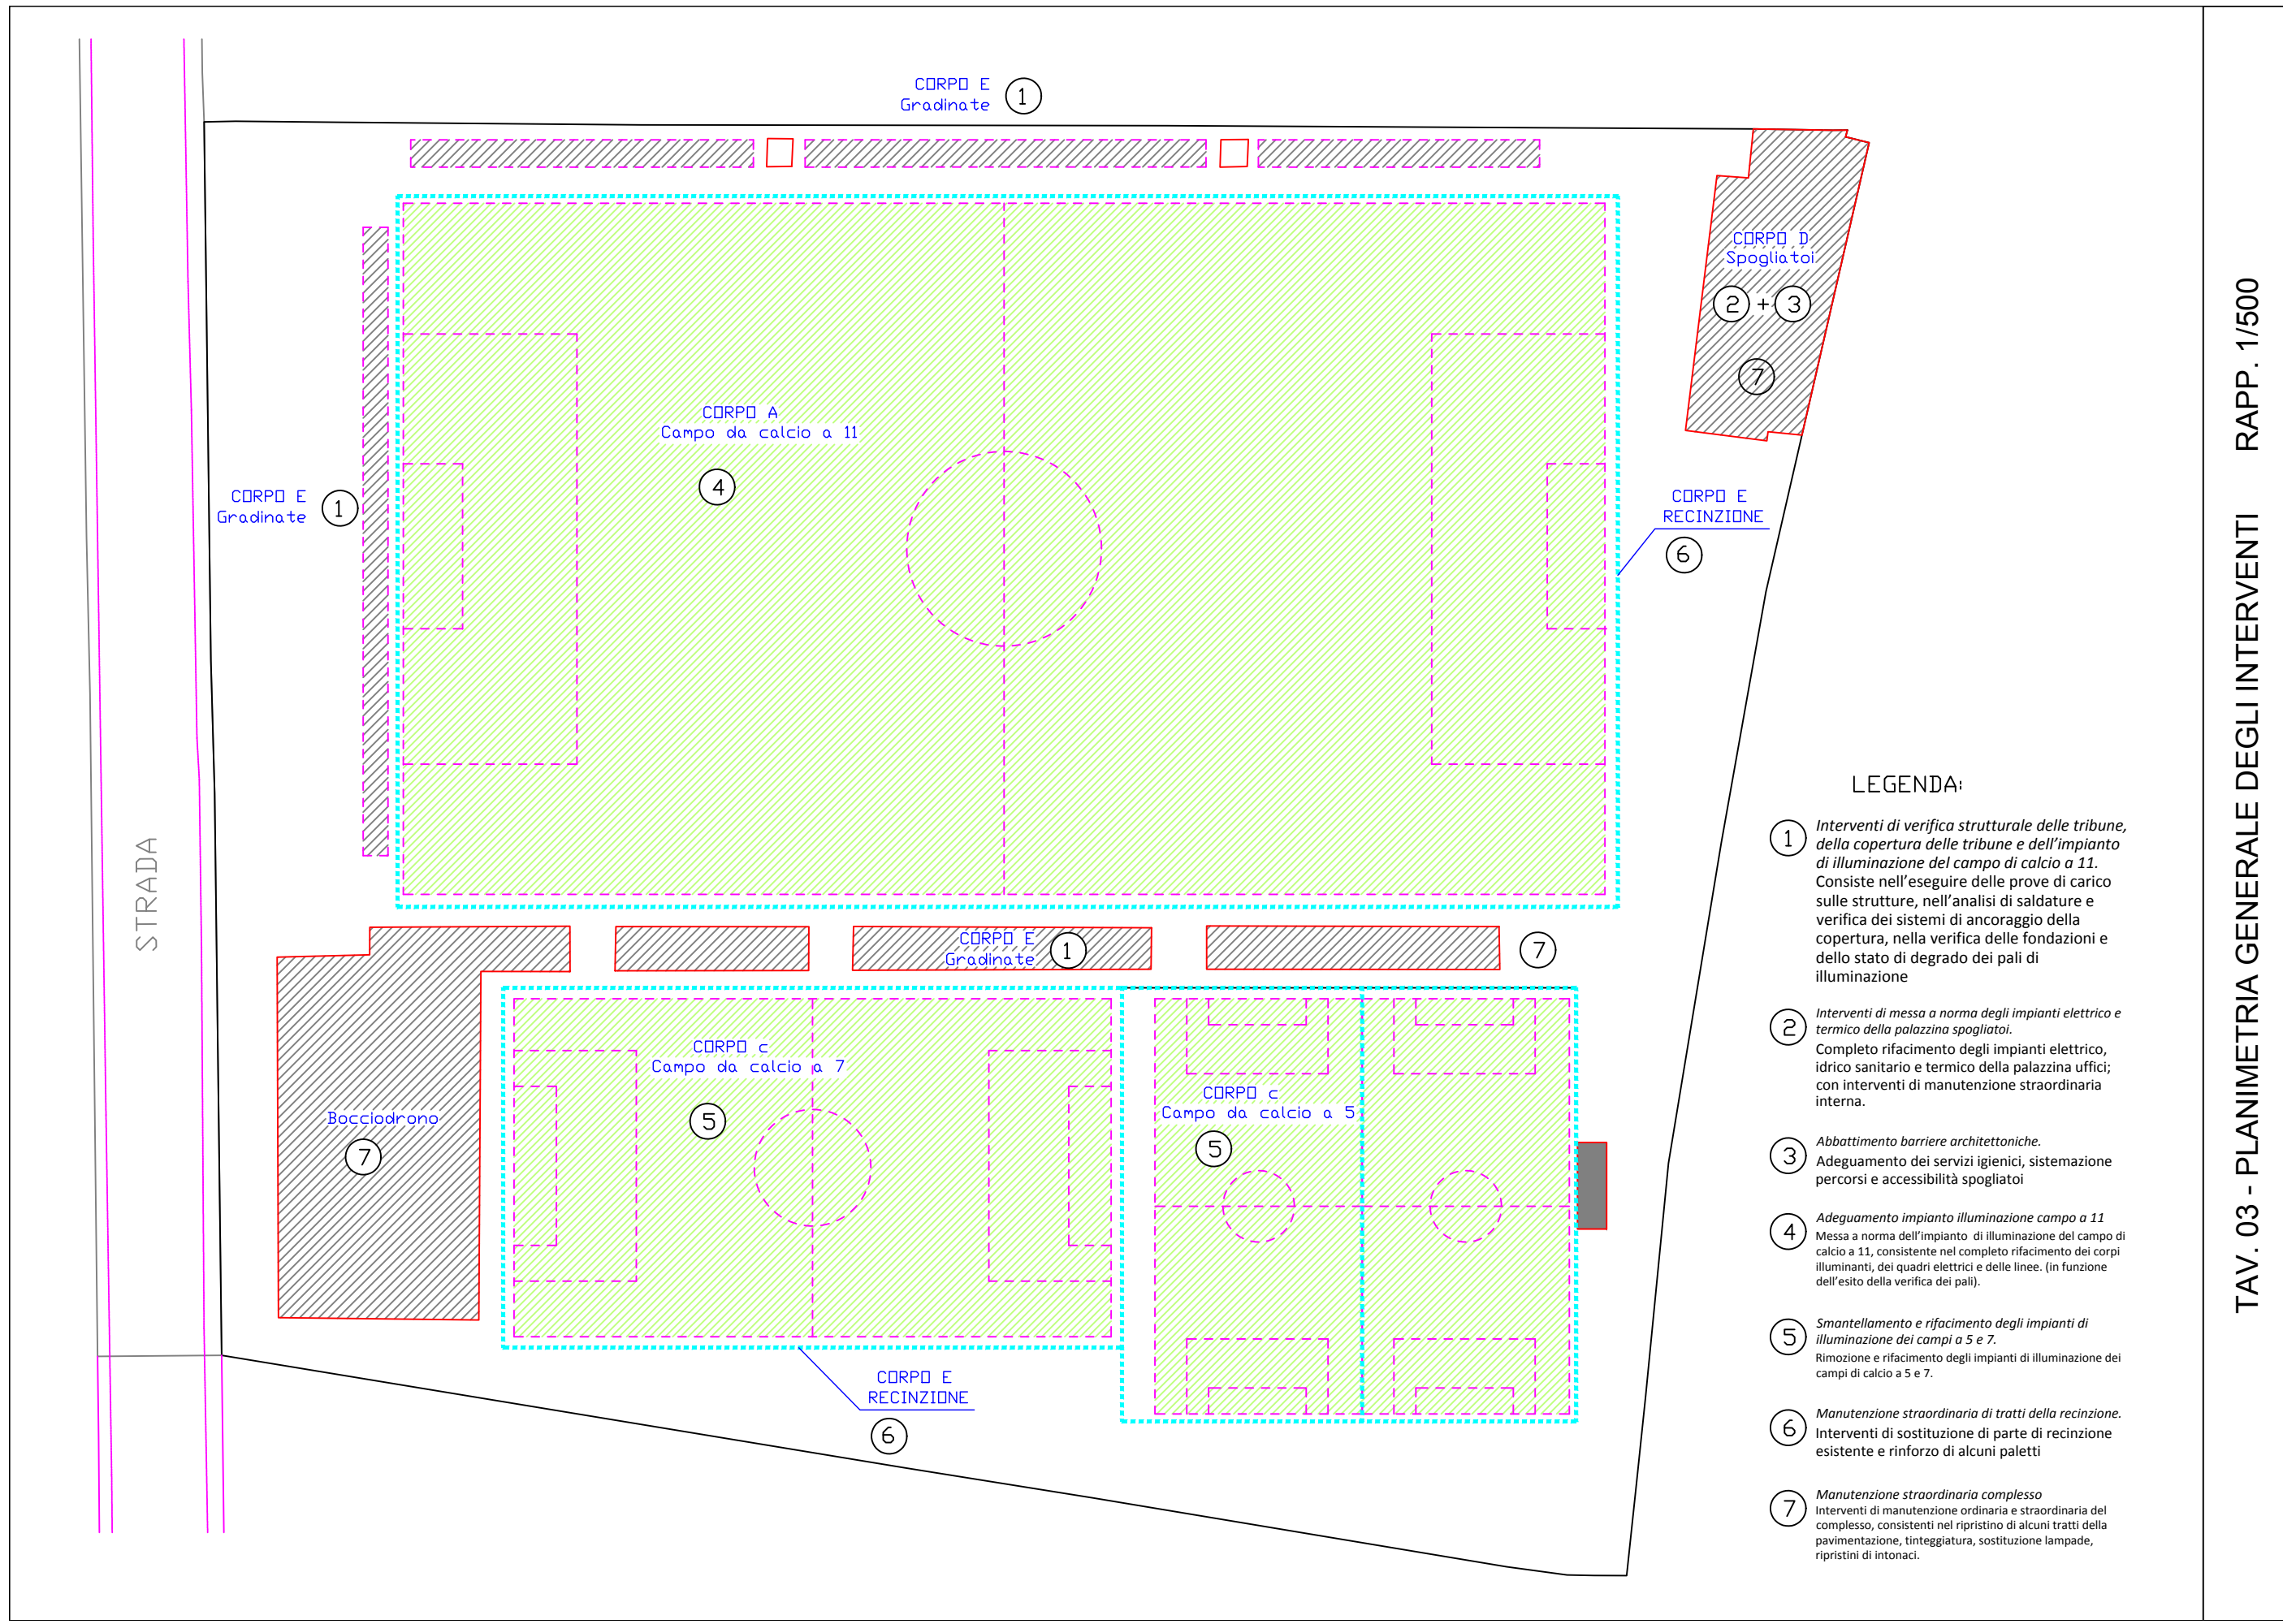 CORPO E
Gradinate
1
CORPO D
Spogliatoi
2 + 3
7
CORPO A
Campo da calcio a 11
4
CORPO E
Gradinate
1
CORPO E
RECINZIONE
6
STRADA
CORPO E
Gradinate
1
7
CORPO c
Campo da calcio a 7
5
CORPO c
Campo da calcio a 5
5
Bocciodrono
7
CORPO E
RECINZIONE
6
LEGENDA:
1
Interventi di verifica strutturale delle tribune,
della copertura delle tribune e dell'impianto
di illuminazione del campo di calcio a 11.
Consiste nell'eseguire delle prove di carico
sulle strutture, nell'analisi di saldature e
verifica dei sistemi di ancoraggio della
copertura, nella verifica delle fondazioni e
dello stato di degrado dei pali di
illuminazione
2
Interventi di messa a norma degli impianti elettrico e
termico della palazzina spogliatoi.
Completo rifacimento degli impianti elettrico,
idrico sanitario e termico della palazzina uffici;
con interventi di manutenzione straordinaria
interna.
3
Abbattimento barriere architettoniche.
Adeguamento dei servizi igienici, sistemazione
percorsi e accessibilità spogliatoi
4
Adeguamento impianto illuminazione campo a 11
Messa a norma dell'impianto di illuminazione del campo di
calcio a 11, consistente nel completo rifacimento dei corpi
illuminanti, dei quadri elettrici e delle linee. (in funzione
dell'esito della verifica dei pali).
5
Smantellamento e rifacimento degli impianti di
illuminazione dei campi a 5 e 7.
Rimozione e rifacimento degli impianti di illuminazione dei
campi di calcio a 5 e 7.
6
Manutenzione straordinaria di tratti della recinzione.
Interventi di sostituzione di parte di recinzione
esistente e rinforzo di alcuni paletti
7
Manutenzione straordinaria complesso
Interventi di manutenzione ordinaria e straordinaria del
complesso, consistenti nel ripristino di alcuni tratti della
pavimentazione, tinteggiatura, sostituzione lampade,
ripristini di intonaci.
TAV. 03 - PLANIMETRIA GENERALE DEGLI INTERVENTI RAPP. 1/500